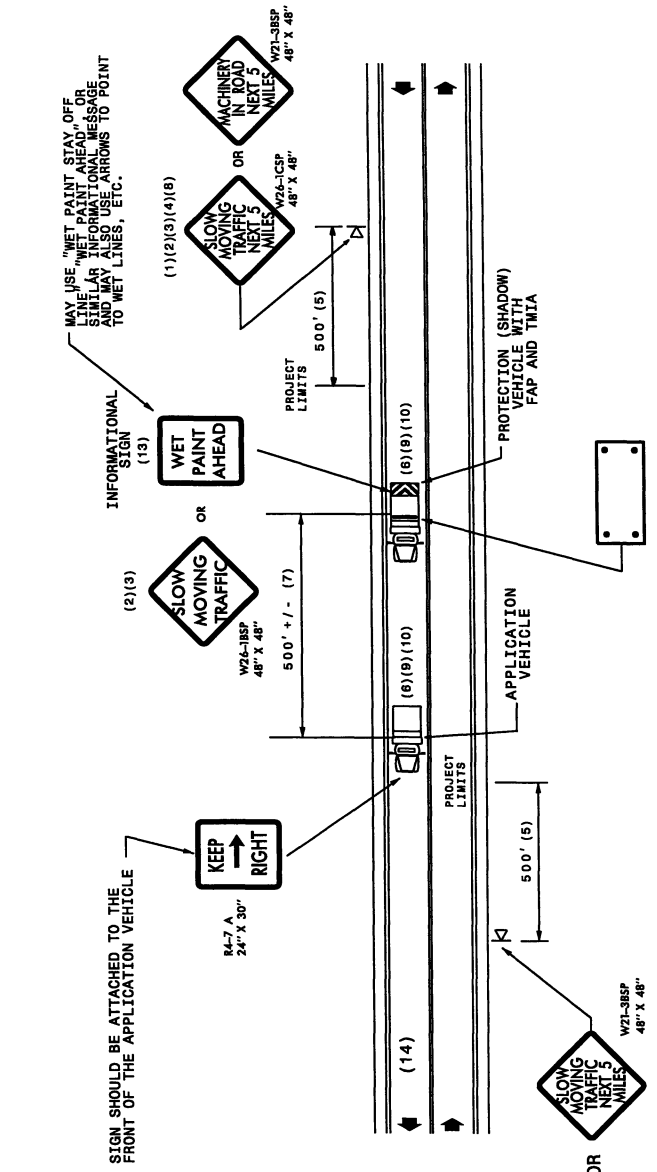 MAY USE "WET PAINT STAY OFF
LINE", "WET PAINT AHEAD", OR
SIMILAR INFORMATIONAL MESSAGE
AND MAY ALSO USE ARROWS TO POINT
TO WET LINES, ETC.
MACHINERY
IN ROAD
NEXT 5
MILES
W21-3BSP
48" X 48"
OR
(1)(2)(3)(4)(8)
SLOW
MOVING
TRAFFIC
NEXT 5
MILES
W26-1CSP
48" X 48"
500' (5)
PROJECT
LIMITS
INFORMATIONAL
SIGN
(13)
WET
PAINT
AHEAD
OR
(2)(3)
SLOW
MOVING
TRAFFIC
W26-1BSP
48" X 48"
500' +/- (7)
(6)(9)(10)
PROTECTION (SHADOW)
VEHICLE WITH
FAP AND TMIA
(6)(9)(10)
APPLICATION
VEHICLE
SIGN SHOULD BE ATTACHED TO THE
FRONT OF THE APPLICATION VEHICLE
KEEP
RIGHT
R4-7 A
24" X 30"
PROJECT
LIMITS
500' (5)
(14)
SLOW
MOVING
TRAFFIC
NEXT 5
MILES
W21-3BSP
48" X 48"
OR